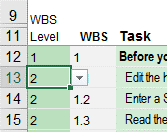 9 WBS
11 Level WBS Task
12 1 1 Before yo
13 2 Edit the h
14 2 1.2 Enter a S
15 2 1.3 Read the